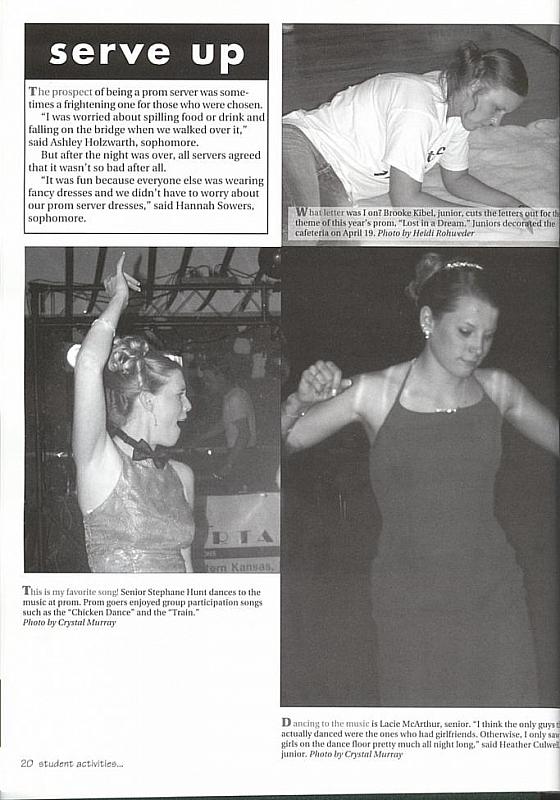 serve up
The prospect of being a prom server was some-
times a frightening one for those who were chosen.
"I was worried about spilling food or drink and
falling on the bridge when we walked over it,"
said Ashley Holzwarth, sophomore.
But after the night was over, all servers agreed
that it wasn't so bad after all.
"It was fun because everyone else was wearing
fancy dresses and we didn't have to worry about
our prom server dresses," said Hannah Sowers,
sophomore.
What letter was I on? Brooke Kibel, junior, cuts the letters out for th
theme of this year's prom, "Lost in a Dream." Juniors decorated the
cafeteria on April 19. Photo by Heidi Rohweder
RTA
tern Kansas,
This is my favorite song! Senior Stephane Hunt dances to the
music at prom. Prom goers enjoyed group participation songs
such as the "Chicken Dance" and the "Train."
Photo by Crystal Murray
Dancing to the music is Lacie McArthur, senior. "I think the only guys t
actually danced were the ones who had girlfriends. Otherwise, I only saw
girls on the dance floor pretty much all night long," said Heather Culwel
junior. Photo by Crystal Murray
20 student activities...